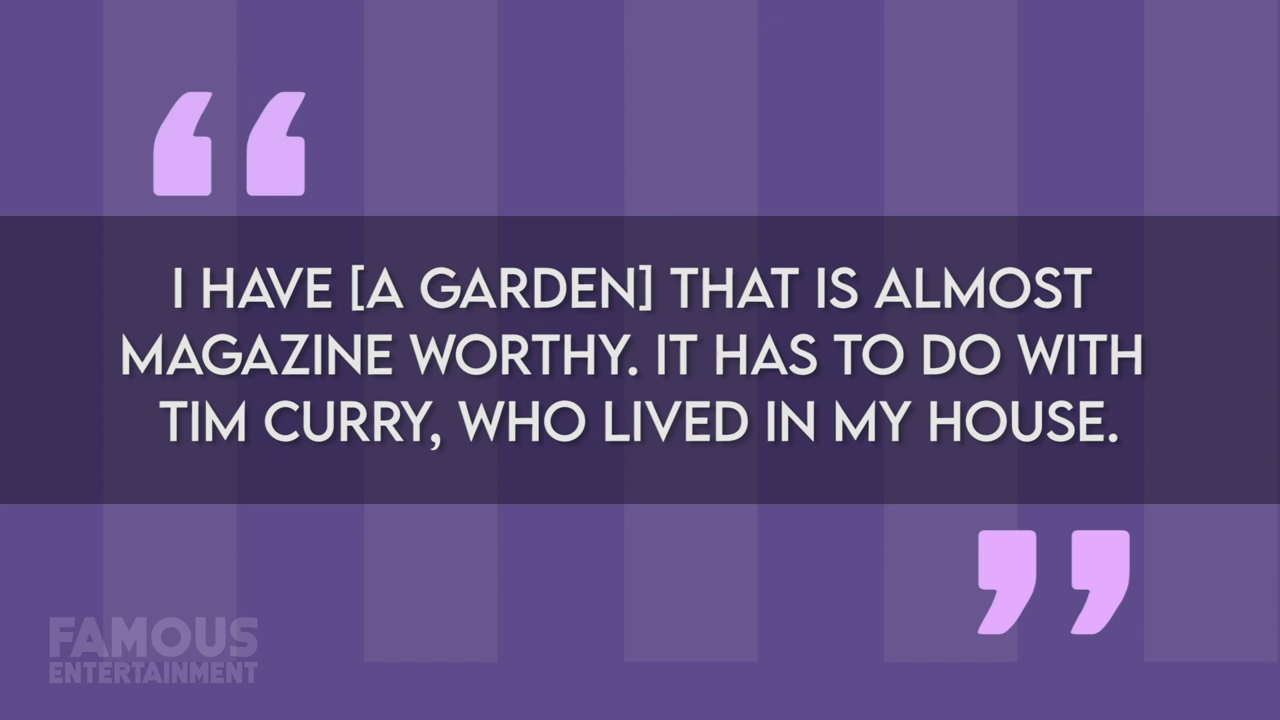 “
I HAVE [A GARDEN] THAT IS ALMOST
MAGAZINE WORTHY. IT HAS TO DO WITH
TIM CURRY, WHO LIVED IN MY HOUSE.
”
FAMOUS
ENTERTAINMENT